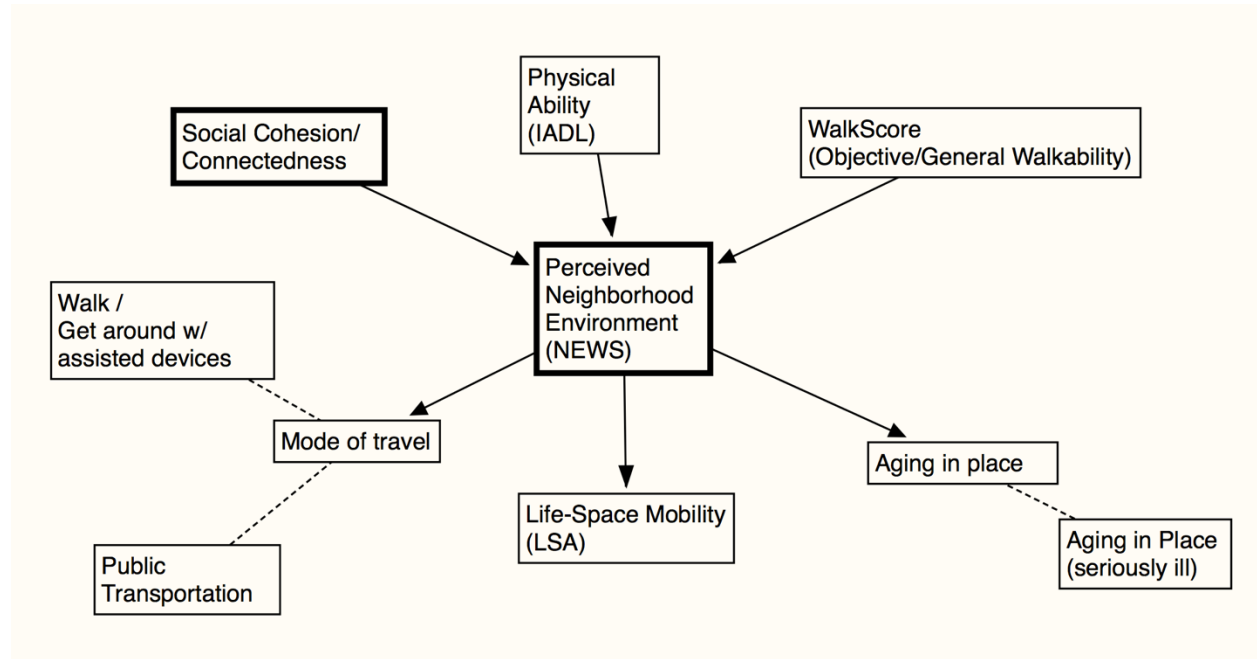 Physical
Ability
(IADL)
Social Cohesion/
Connectedness
WalkScore
(Objective/General Walkability)
Perceived
Neighborhood
Environment
(NEWS)
Walk /
Get around w/
assisted devices
Mode of travel
Aging in place
Life-Space Mobility
(LSA)
Public
Transportation
Aging in Place
(seriously ill)